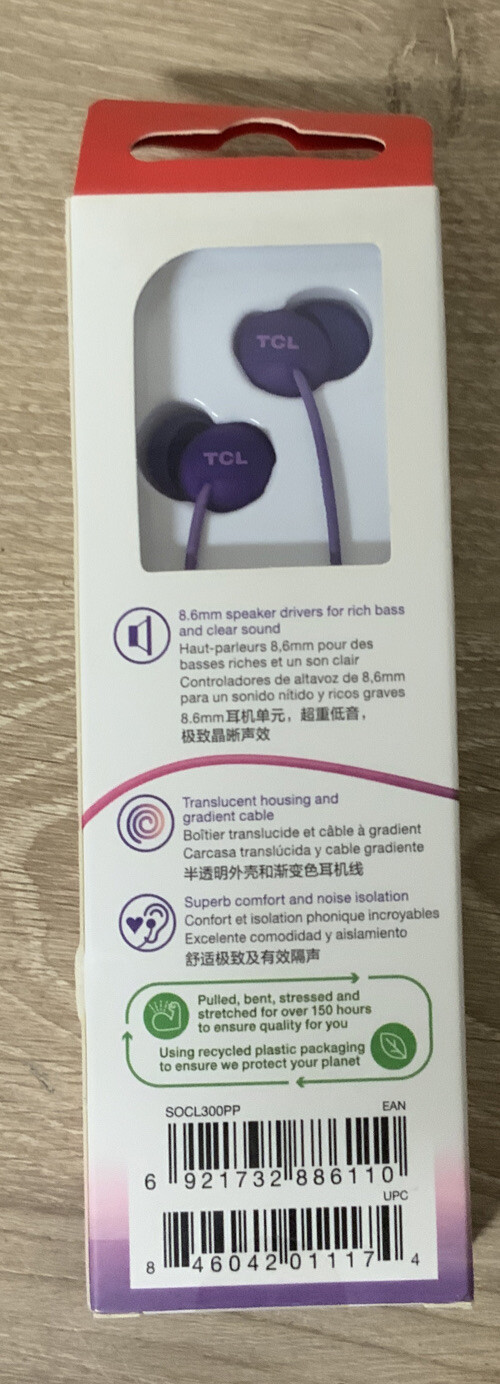 TCL
TCL
8.6mm speaker drivers for rich bass
and clear sound
Haut-parleurs 8,6mm pour des
basses riches et un son clair
Controladores de altavoz de 8,6mm
para un sonido nítido y ricos graves
8.6mm耳机单元，超重低音，
极致晶晰声效
Translucent housing and
gradient cable
Boîtier translucide et câble à gradient
Carcasa translúcida y cable gradiente
半透明外壳和渐变色耳机线
Superb comfort and noise isolation
Confort et isolation phonique incroyables
Excelente comodidad y aislamiento
舒适极致及有效隔声
Pulled, bent, stressed and
stretched for over 150 hours
to ensure quality for you
Using recycled plastic packaging
to ensure we protect your planet
SOCL300PP EAN
6 921732 886110
UPC
8 46042 01117 4